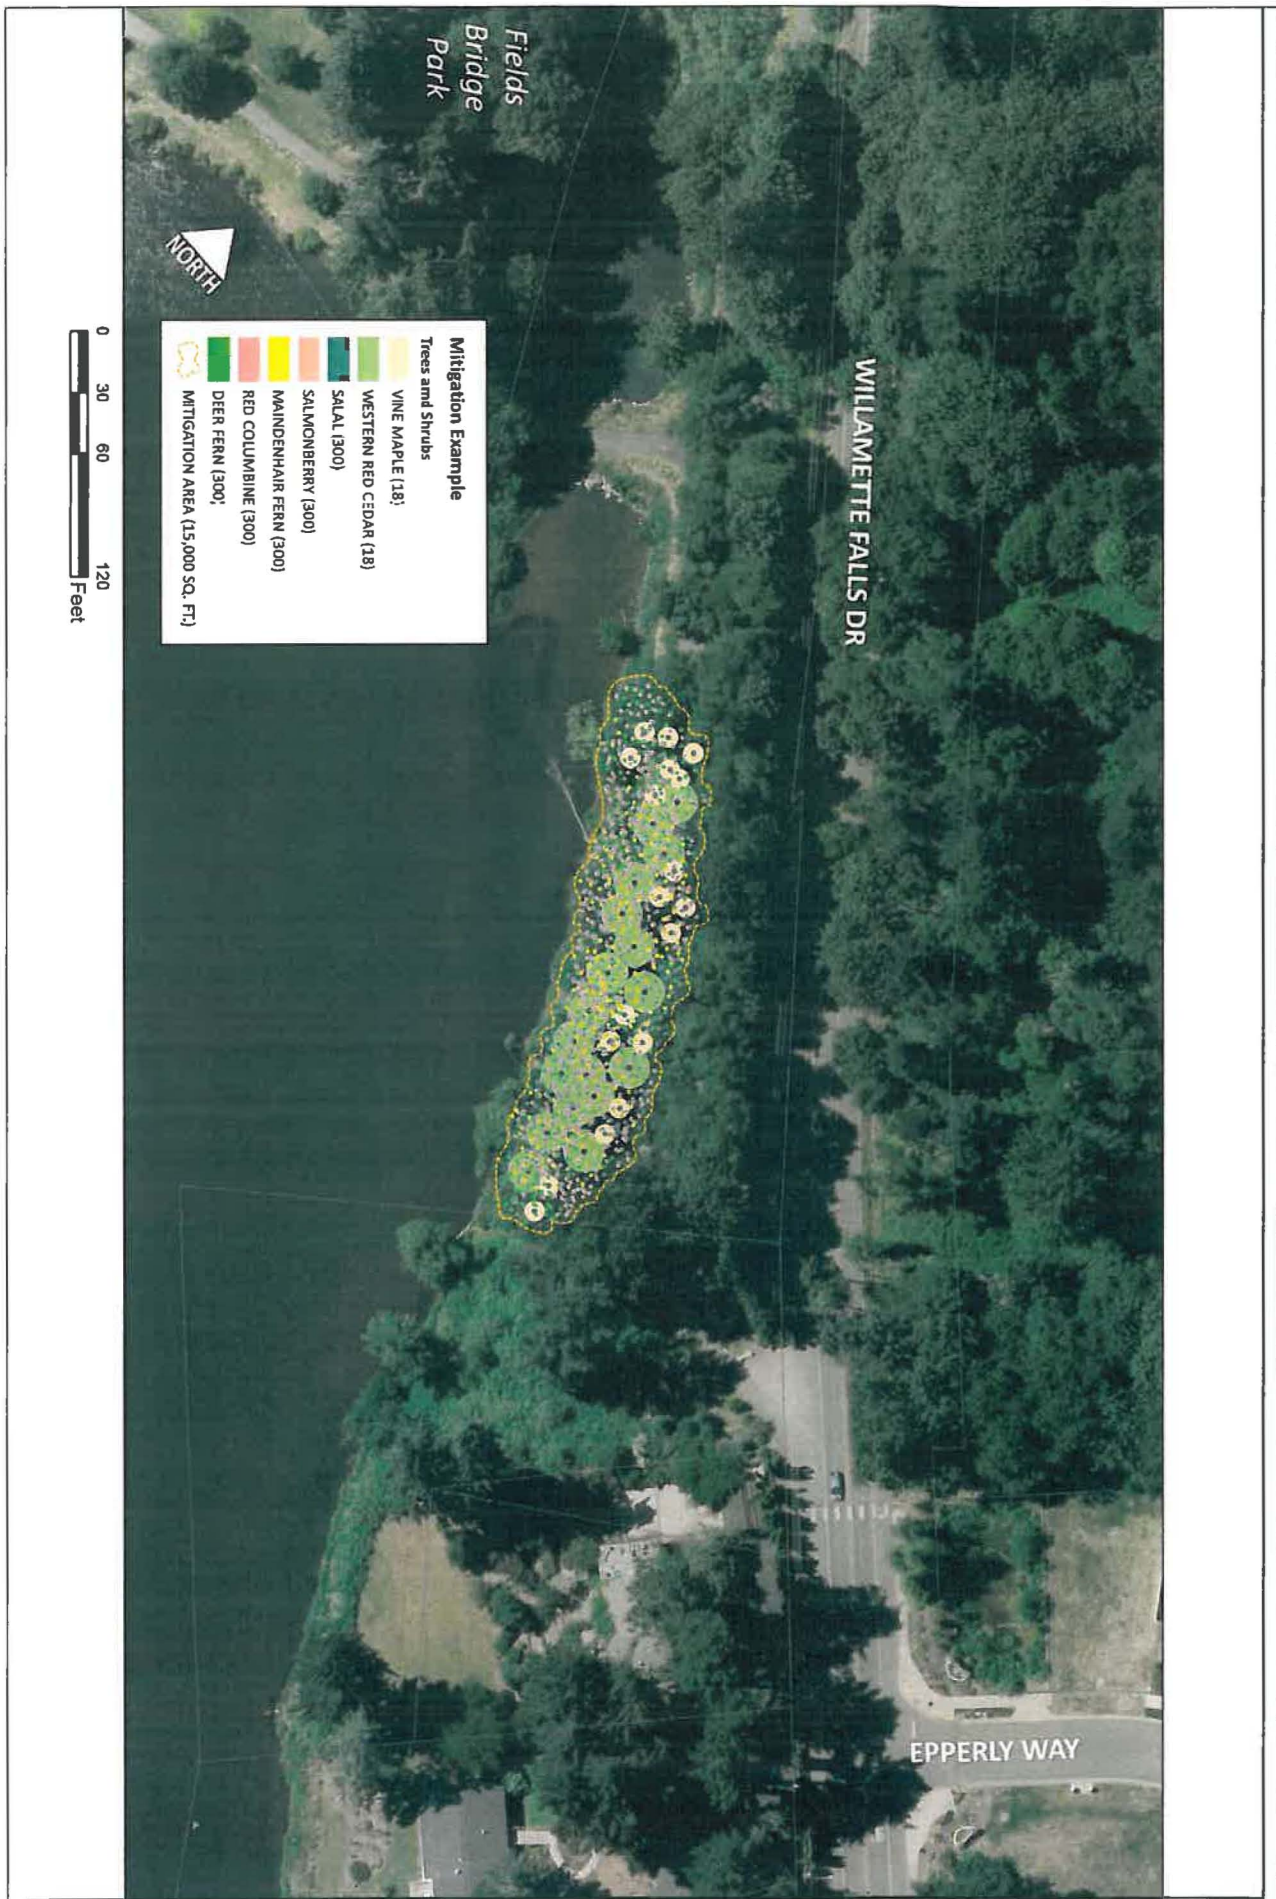 Fields
Bridge
Park
WILLAMETTE FALLS DR
EPPERLY WAY
NORTH
Mitigation Example
Trees amd Shrubs
VINE MAPLE (18)
WESTERN RED CEDAR (18)
SALAL (300)
SALMONBERRY (300)
MAINDENHAIR FERN (300)
RED COLUMBINE (300)
DEER FERN (300)
MITIGATION AREA (15,000 SQ. FT.)
0 30 60 120
Feet